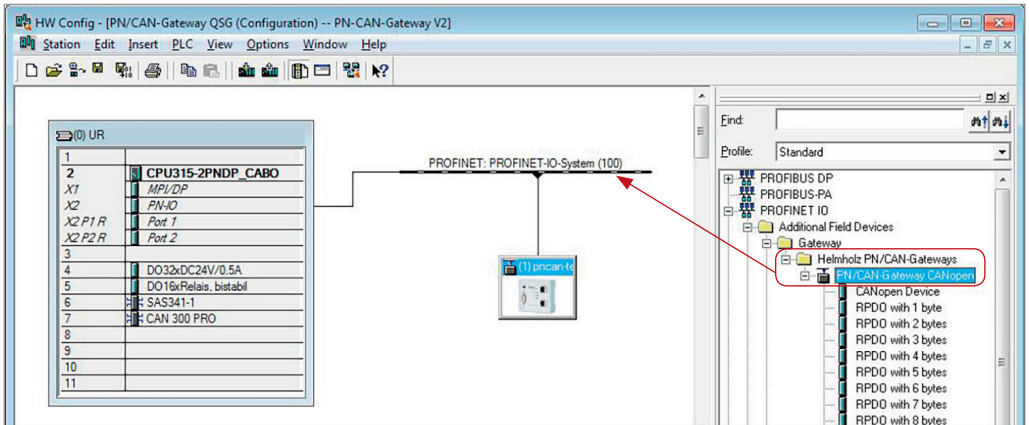 HW Config - [PN/CAN-Gateway QSG (Configuration) -- PN-CAN-Gateway V2]
Station Edit Insert PLC View Options Window Help
(0) UR
1
2 CPU315-2PNDP_CABO
X1 MPI/DP
X2 PN-IO
X2 P1 R Port 1
X2 P2 R Port 2
3
4 DO32xDC24V/0.5A
5 DO16xRelais, bistabil
6 SAS341-1
7 CAN 300 PRO
8
9
10
11
PROFINET: PROFINET-IO-System (100)
(1) pncan-te
Find:
Profile: Standard
PROFIBUS DP
PROFIBUS-PA
PROFINET IO
Additional Field Devices
Gateway
Helmholz PN/CAN-Gateways
PN/CAN-Gateway CANopen
CANopen Device
RPDO with 1 byte
RPDO with 2 bytes
RPDO with 3 bytes
RPDO with 4 bytes
RPDO with 5 bytes
RPDO with 6 bytes
RPDO with 7 bytes
RPDO with 8 bytes